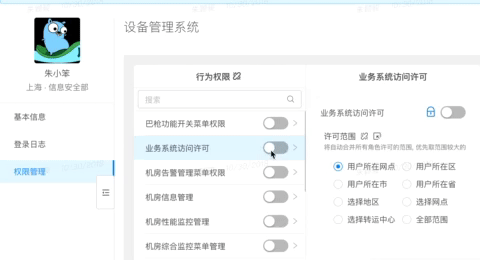 设备管理系统
朱小笨
上海 · 信息安全部
基本信息
登录日志
权限管理
行为权限
搜索
巴枪功能开关菜单权限
业务系统访问许可
机房告警管理菜单权限
机房信息管理
机房性能监控管理
机房综合监控菜单管理
业务系统访问许可
业务系统访问许可
许可范围
将自动合并所有角色许可的范围, 优先取范围较大的
用户所在网点 用户所在区
用户所在市 用户所在省
选择地区 选择网点
选择转运中心 全部范围